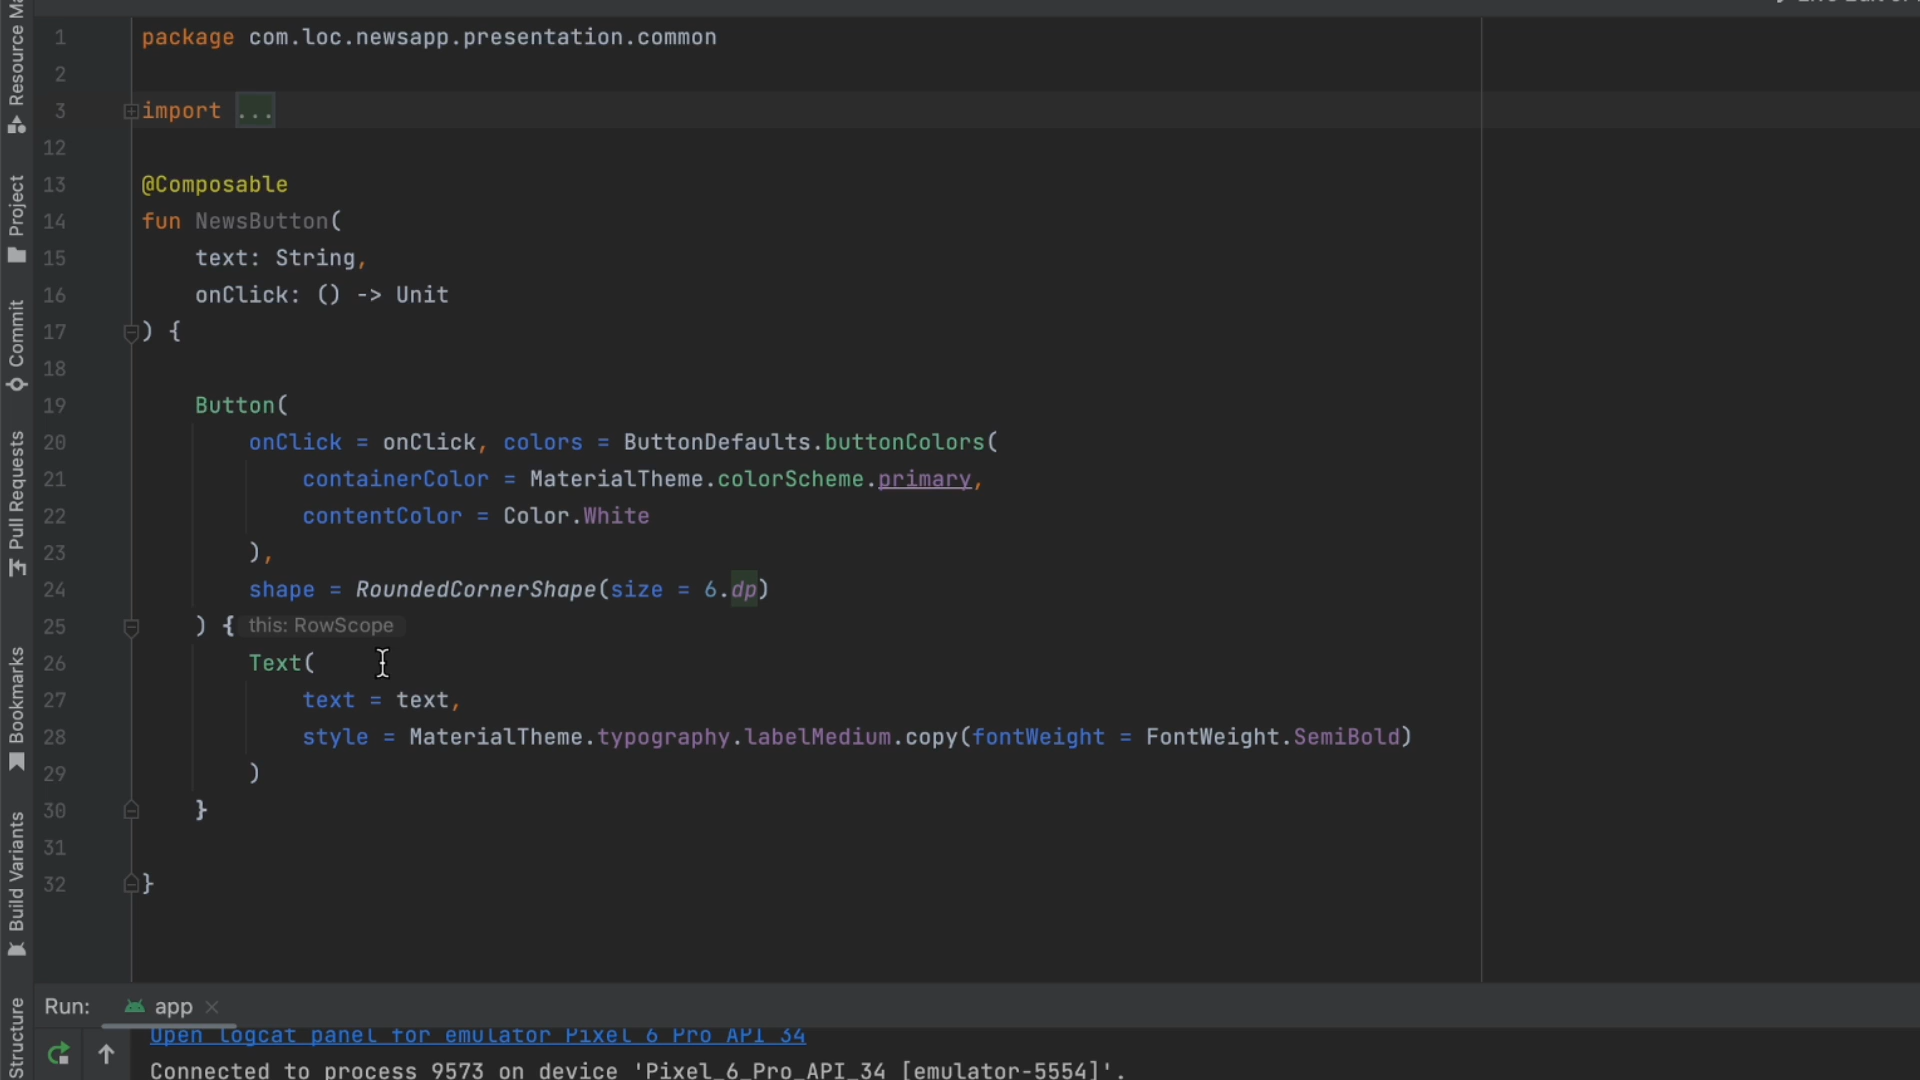 package com.loc.newsapp.presentation.common
import ...
@Composable
fun NewsButton(
text: String,
onClick: () -> Unit
) {
Button(
onClick = onClick, colors = ButtonDefaults.buttonColors(
containerColor = MaterialTheme.colorScheme.primary,
contentColor = Color.White
),
shape = RoundedCornerShape(size = 6.dp)
) { this: RowScope
Text(
text = text,
style = MaterialTheme.typography.labelMedium.copy(fontWeight = FontWeight.SemiBold)
)
}
}
1
2
3
12
13
14
15
16
17
18
19
20
21
22
23
24
25
26
27
28
29
30
31
32
Resource
Project
Commit
Pull Requests
Bookmarks
Build Variants
Structure
Run: app
Open logcat panel for emulator Pixel 6 Pro API 34
Connected to process 9573 on device 'Pixel_6_Pro_API_34 [emulator-5554]'.